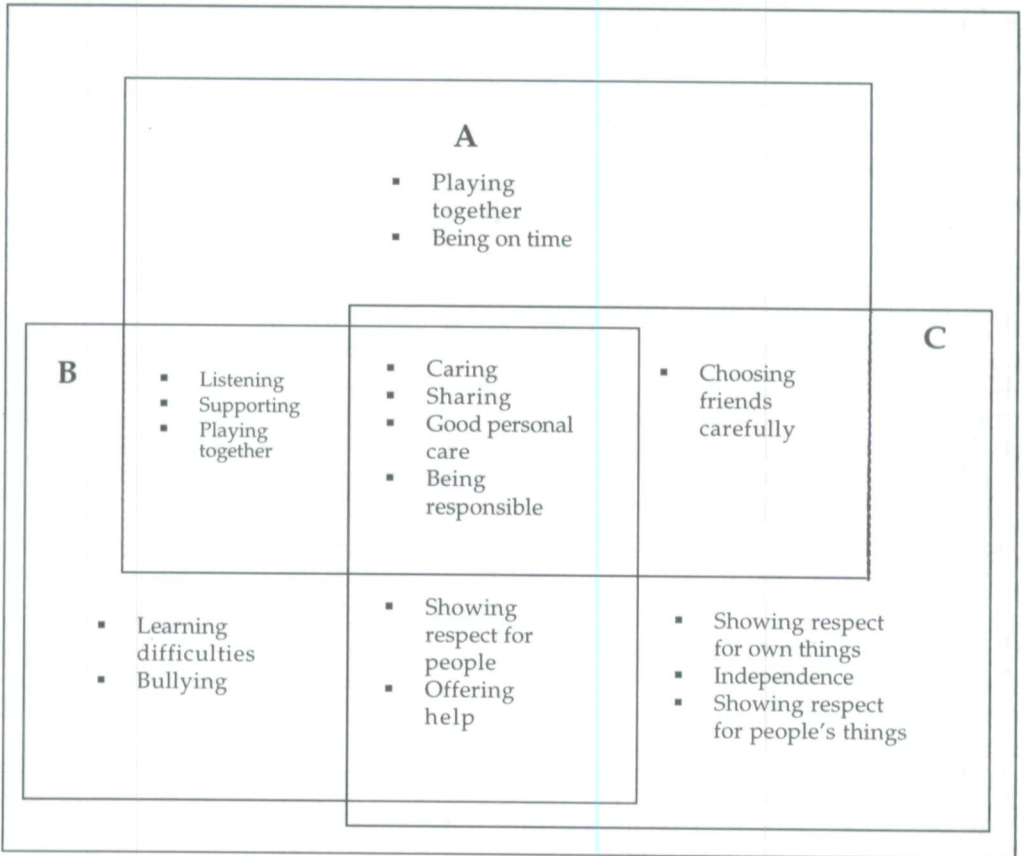 A
▪ Playing
together
▪ Being on time
B
▪ Listening
▪ Supporting
▪ Playing
together
▪ Caring
▪ Sharing
▪ Good personal
care
▪ Being
responsible
C
▪ Choosing
friends
carefully
▪ Learning
difficulties
▪ Bullying
▪ Showing
respect for
people
▪ Offering
help
▪ Showing respect
for own things
▪ Independence
▪ Showing respect
for people's things